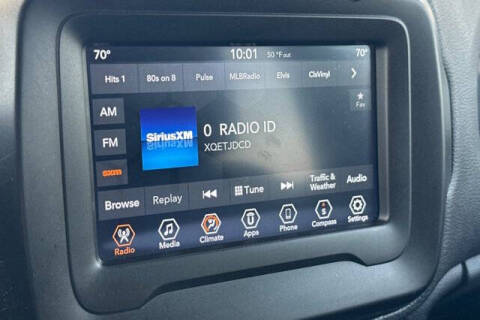 70° 10:01 50°F out 70°
Hits 1 80s on 8 Pulse MLBRadio Elvis ClsVinyl
AM
★ Fav
SiriusXM
0 RADIO ID
FM
XQETJDCD
sxm
Browse Replay Tune Traffic & Weather Audio
Radio Media Climate Apps Phone Compass Settings